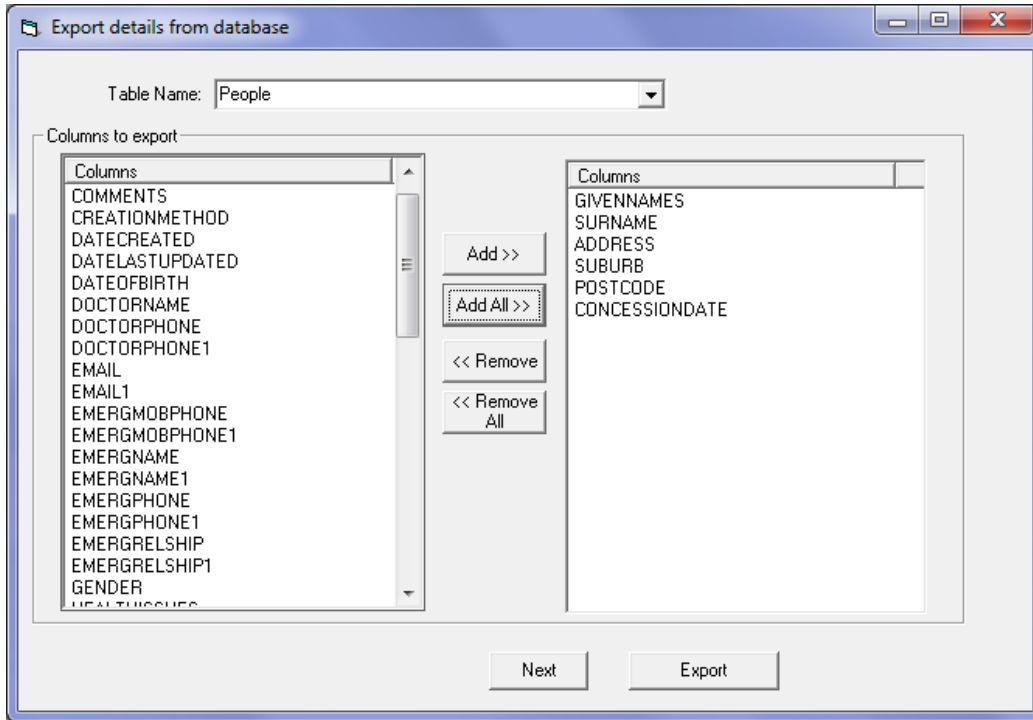 Export details from database
Table Name: People
Columns to export
Columns
COMMENTS
CREATIONMETHOD
DATECREATED
DATELASTUPDATED
DATEOFBIRTH
DOCTORNAME
DOCTORPHONE
DOCTORPHONE1
EMAIL
EMAIL1
EMERGMOBPHONE
EMERGMOBPHONE1
EMERGNAME
EMERGNAME1
EMERGPHONE
EMERGPHONE1
EMERGRELSHIP
EMERGRELSHIP1
GENDER
Add >>
Add All >>
<< Remove
<< Remove
All
Columns
GIVENNAMES
SURNAME
ADDRESS
SUBURB
POSTCODE
CONCESSIONDATE
Next
Export